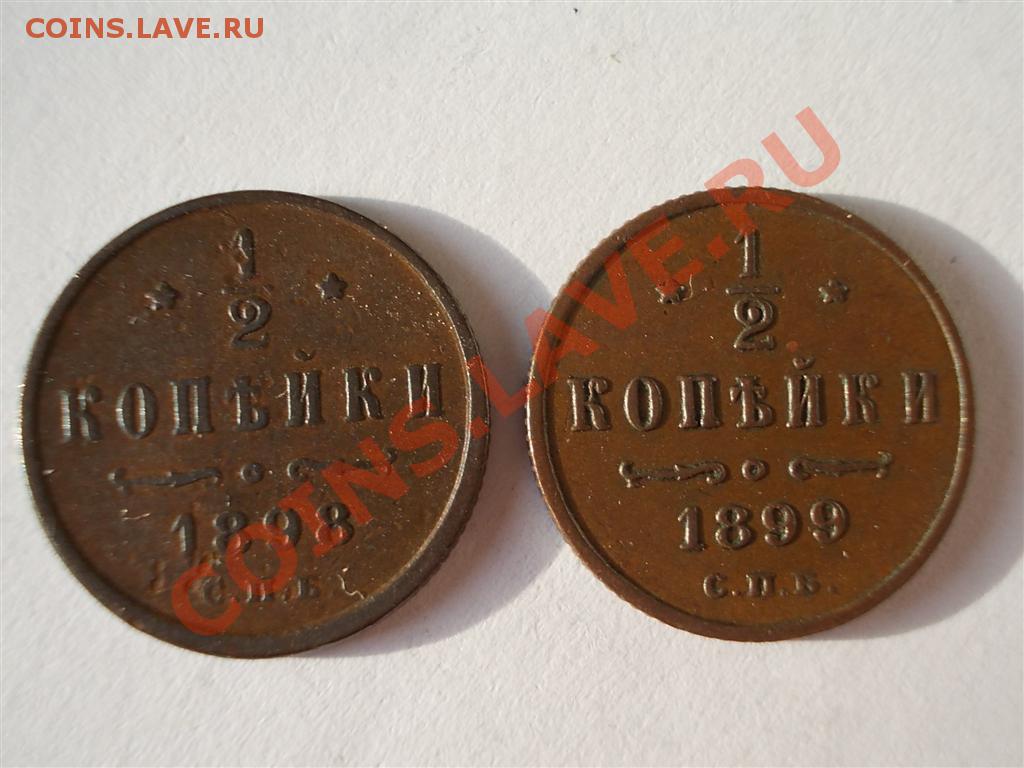 COINS.LAVE.RU
COINS.LAVE.RU
1
2
КОПѢЙКИ
1898
С.П.Б.
1
2
КОПѢЙКИ
1899
С.П.Б.